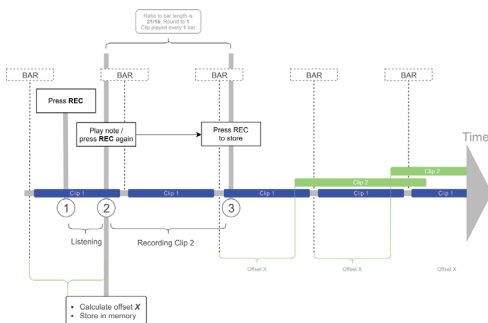 Ratio to bar length is
21/16. Round to 1
Clip played every 1 bar
BAR
BAR
BAR
BAR
BAR
Press REC
Play note /
press REC again
Press REC
to store
Time
Clip 2
Clip 2
Clip 1
Clip 1
Clip 1
Clip 1
Clip 1
1
2
3
Listening
Recording Clip 2
Offset X
Offset X
Offset X
• Calculate offset X
• Store in memory